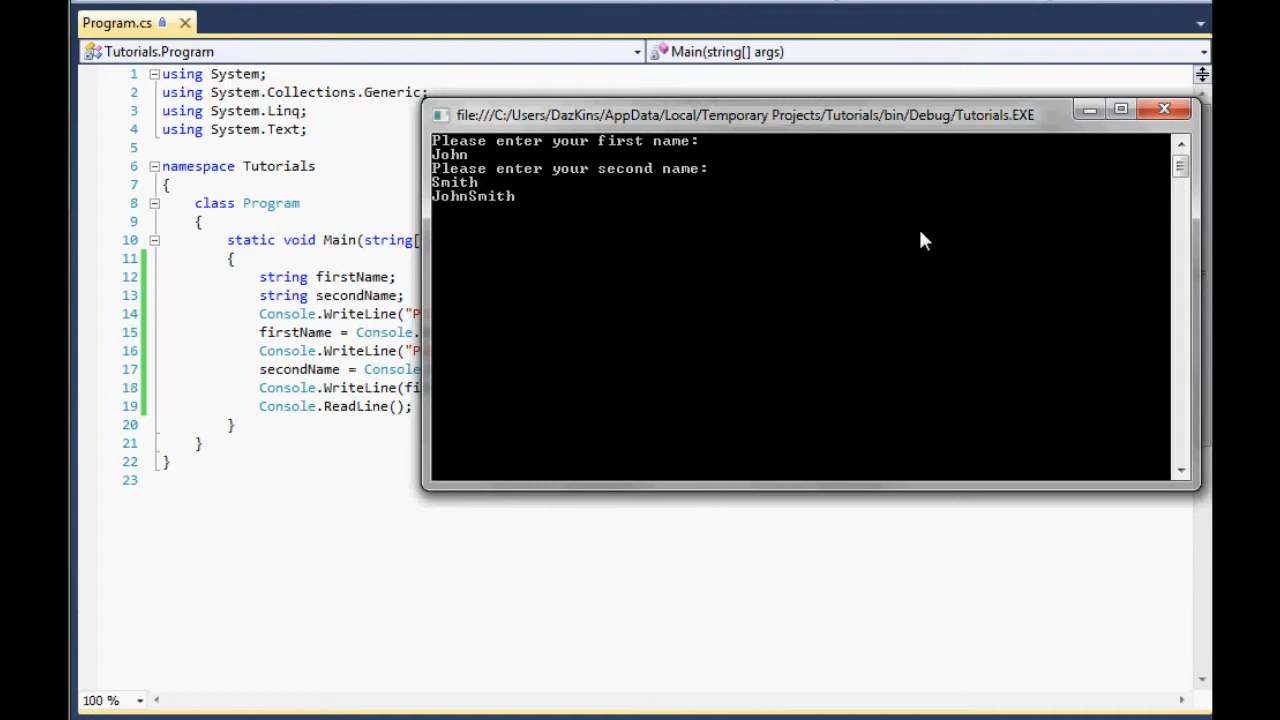 Program.cs
Tutorials.Program
Main(string[] args)
1 using System;
2 using System.Collections.Generic;
3 using System.Linq;
4 using System.Text;
5
6 namespace Tutorials
7 {
8 class Program
9 {
10 static void Main(string[
11 {
12 string firstName;
13 string secondName;
14 Console.WriteLine("P
15 firstName = Console.
16 Console.WriteLine("P
17 secondName = Console
18 Console.WriteLine(fi
19 Console.ReadLine();
20 }
21 }
22 }
23
file:///C:/Users/DazKins/AppData/Local/Temporary Projects/Tutorials/bin/Debug/Tutorials.EXE
Please enter your first name:
John
Please enter your second name:
Smith
JohnSmith
100 %